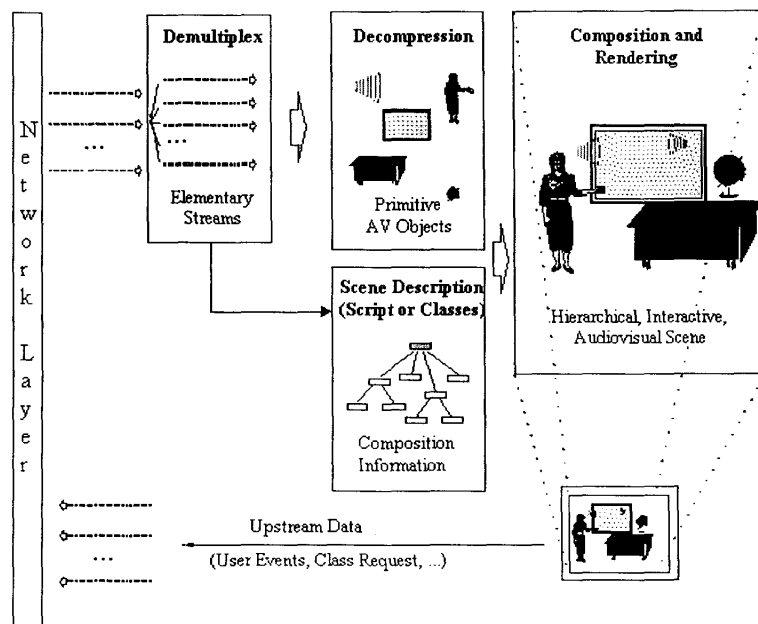 Network Layer
Demultiplex
...
...
Elementary
Streams
Decompression
Primitive
AV Objects
Composition and
Rendering
Hierarchical, Interactive,
Audiovisual Scene
Scene Description
(Script or Classes)
Composition
Information
Upstream Data
(User Events, Class Request, ...)
...